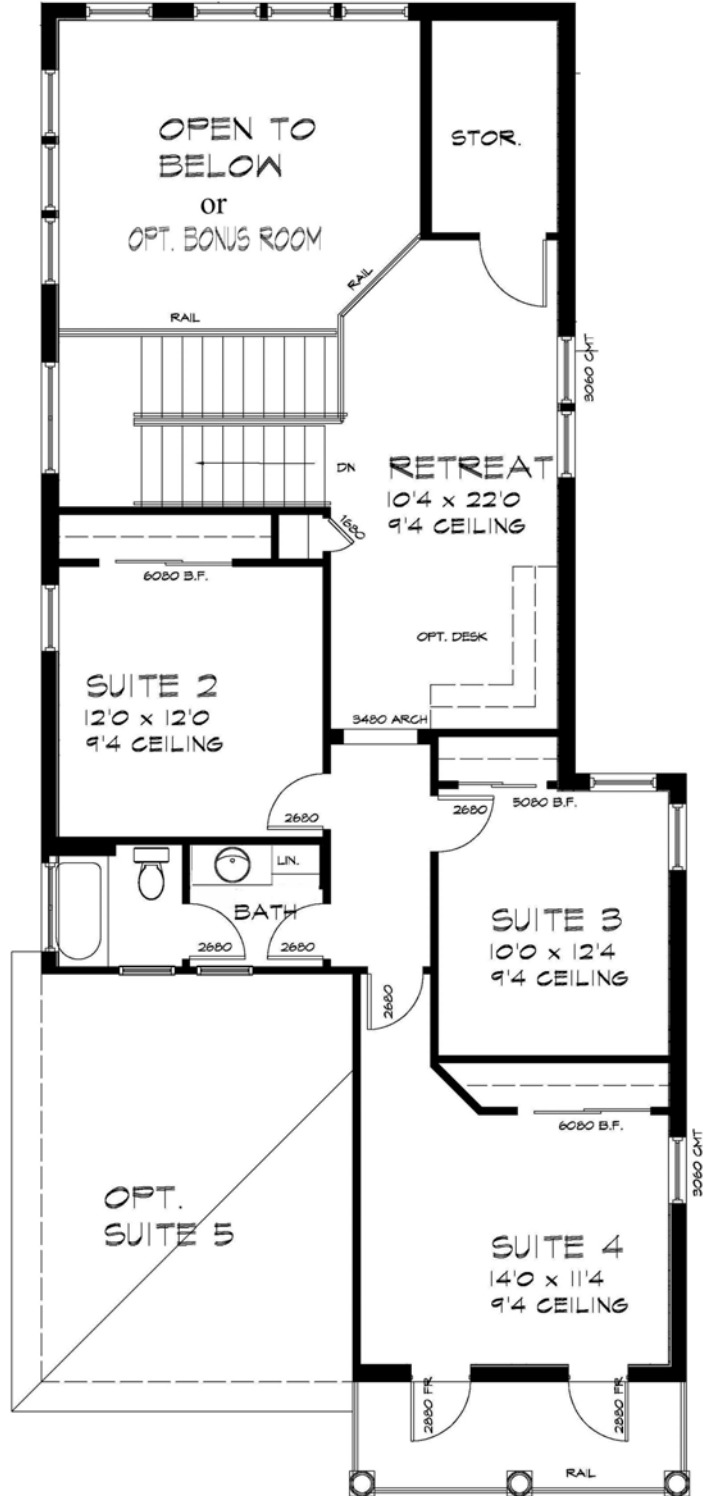 OPEN TO
BELOW
or
OPT. BONUS ROOM
STOR.
RAIL
RAIL
3060 CMT
DN
RETREAT
10'4 x 22'0
9'4 CEILING
1680
6080 B.F.
OPT. DESK
SUITE 2
12'0 x 12'0
9'4 CEILING
3480 ARCH
2680
2680
5080 B.F.
LIN.
BATH
2680
2680
SUITE 3
10'0 x 12'4
9'4 CEILING
2680
6080 B.F.
3060 CMT
OPT.
SUITE 5
SUITE 4
14'0 x 11'4
9'4 CEILING
2880 FR
2880 FR
RAIL